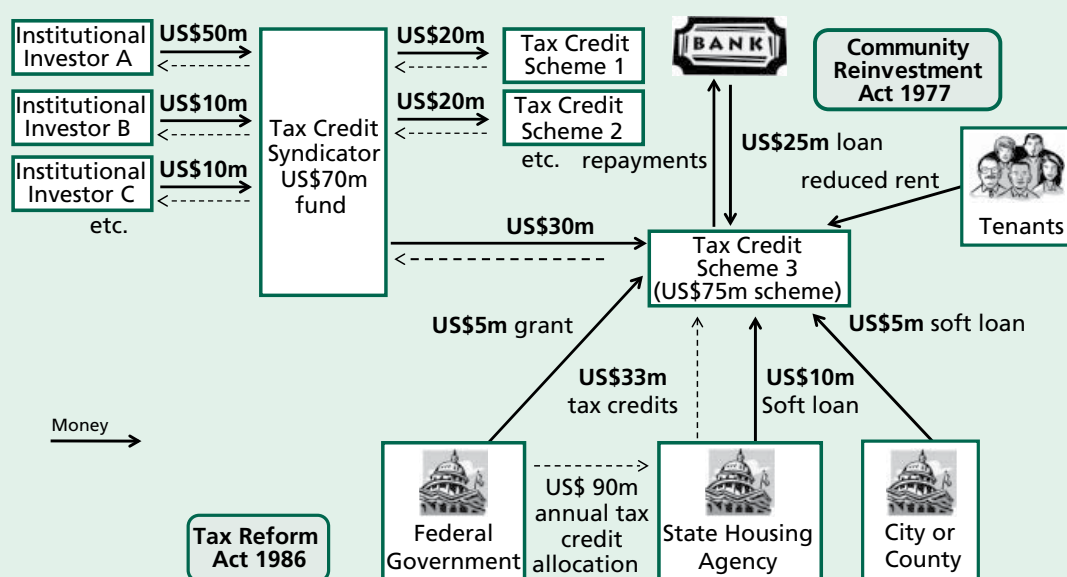 Institutional
Investor A
US$50m
Institutional
Investor B
US$10m
Institutional
Investor C
US$10m
etc.
Tax Credit
Syndicator
US$70m
fund
US$20m
Tax Credit
Scheme 1
US$20m
Tax Credit
Scheme 2
etc.
BANK
Community
Reinvestment
Act 1977
repayments
US$25m loan
reduced rent
Tenants
US$30m
Tax Credit
Scheme 3
(US$75m scheme)
US$5m grant
US$33m
tax credits
US$10m
Soft loan
US$5m soft loan
Money
Tax Reform
Act 1986
Federal
Government
US$ 90m
annual tax
credit
allocation
State Housing
Agency
City or
County